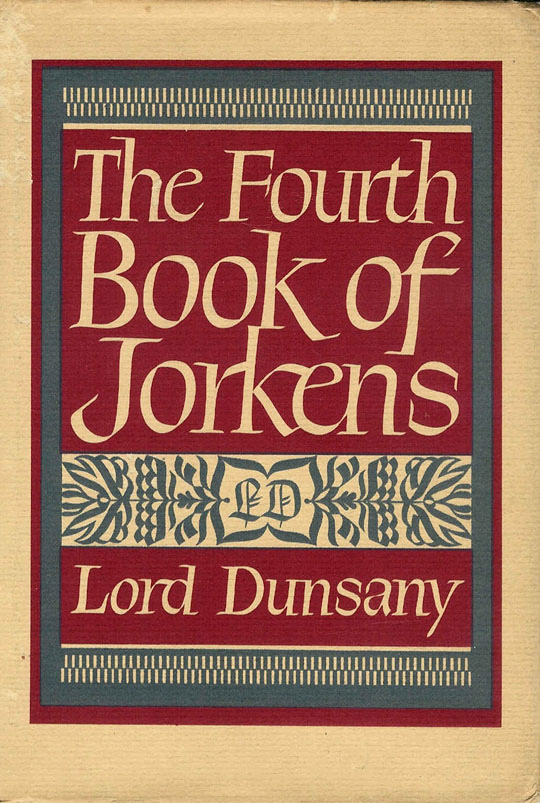 The Fourth
Book of
Jorkens
LD
Lord Dunsany